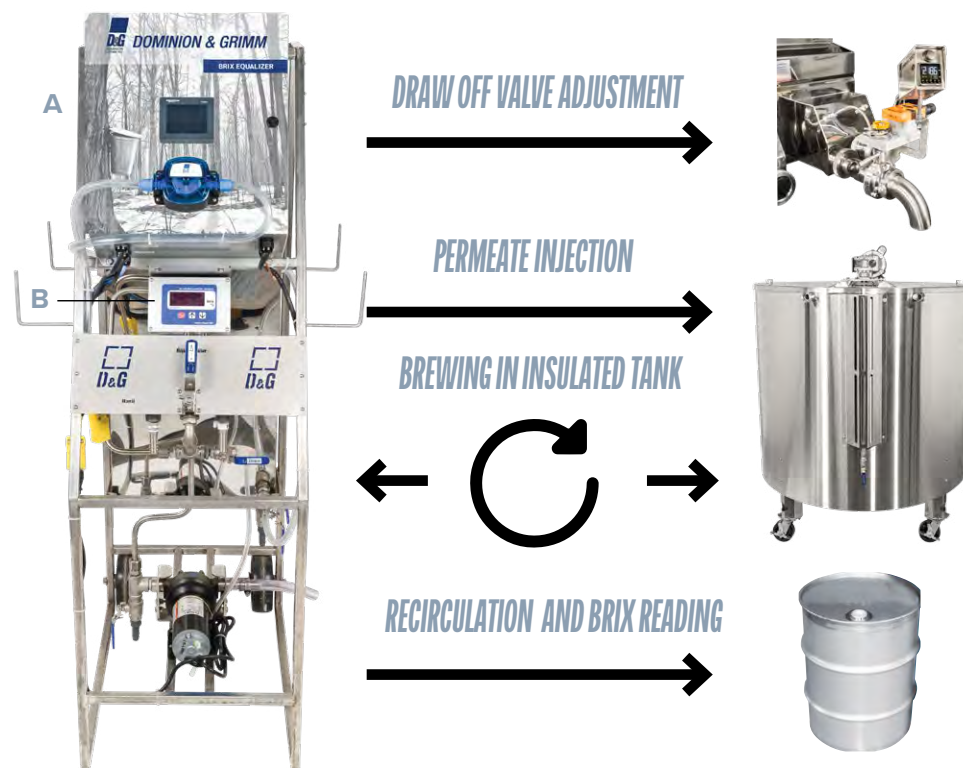 D&G DOMINION & GRIMM
BRIX EQUALIZER
A
DRAW OFF VALVE ADJUSTMENT
PERMEATE INJECTION
B
BREWING IN INSULATED TANK
D&G
D&G
RECIRCULATION AND BRIX READING